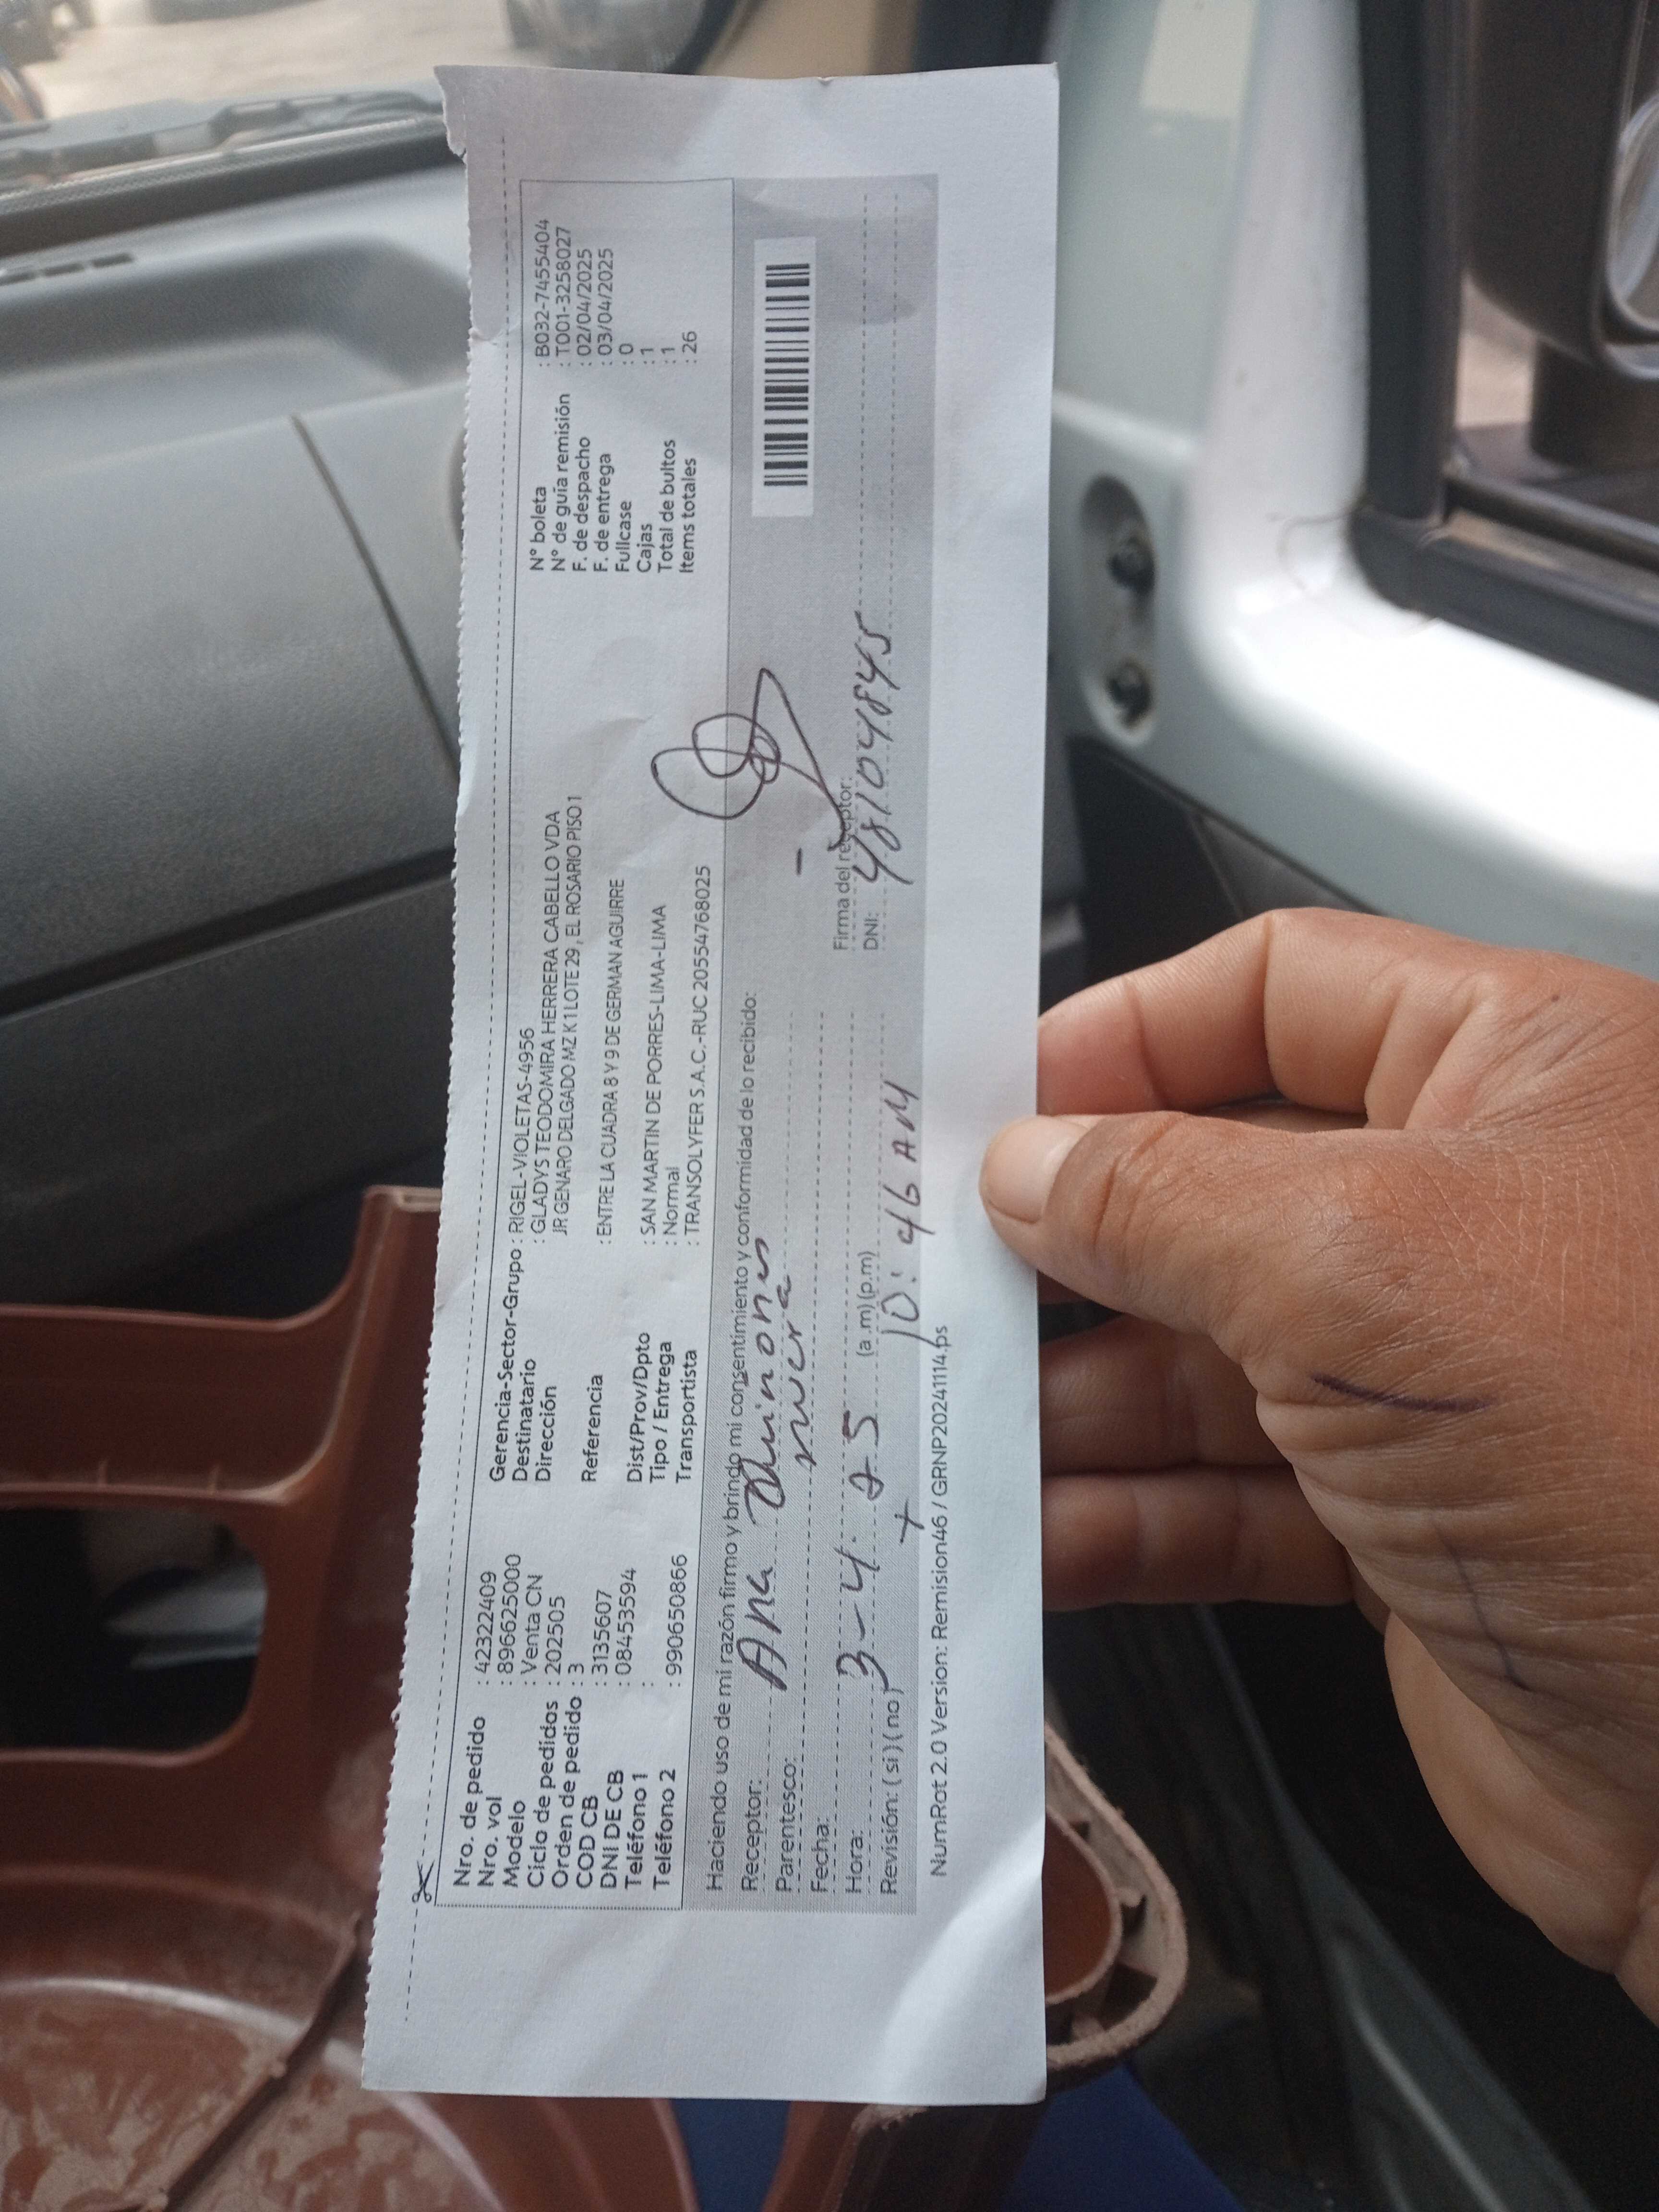 Nro. de pedido : 42322409
Nro. vol : 896625000
Modelo : Venta CN
Ciclo de pedidos : 202505
Orden de pedido : 3
COD CB : 3135607
DNI DE CB : 08453594
Teléfono 1 :
Teléfono 2 : 990650866
Gerencia-Sector-Grupo : RIGEL-VIOLETAS-4956
Destinatario : GLADYS TEODOMIRA HERRERA CABELLO VDA
Dirección JR GENARO DELGADO MZ K 1 LOTE 29, EL ROSARIO PISO 1
Referencia : ENTRE LA CUADRA 8 Y 9 DE GERMAN AGUIRRE
Dist/Prov/Dpto : SAN MARTIN DE PORRES-LIMA-LIMA
Tipo / Entrega : Normal
Transportista : TRANSOLYFER S.A.C.-RUC 20554768025
N° boleta : B032-7455404
N° de guía remisión : T001-3258027
F. de despacho : 02/04/2025
F. de entrega : 03/04/2025
Fullcase : 0
Cajas : 1
Total de bultos : 1
Items totales : 26
Haciendo uso de mi razón firmo y brindo mi consentimiento y conformidad de lo recibido:
Receptor: Ana
Parentesco: nuera
Fecha: 3-4-25
Hora: (a.m) (p.m) 10:46 AM
Revisión: (si) (no)
Firma del receptor:
DNI: 48104845
NumRot 2.0 Version: Remision46 / GRNP20241114.ps